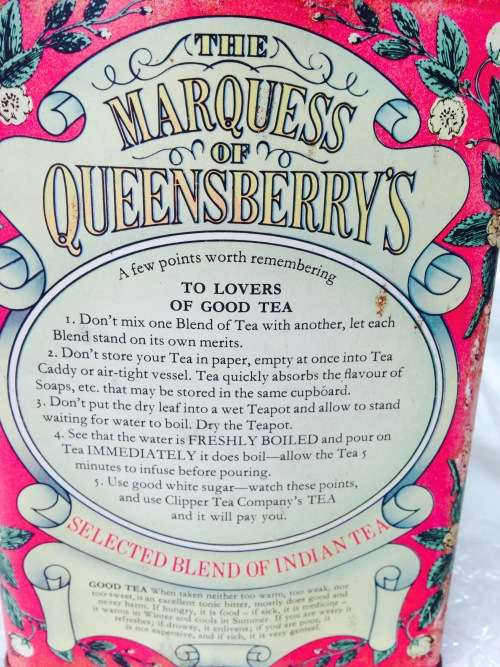 THE
MARQUESS
OF
QUEENSBERRY'S
A few points worth remembering
TO LOVERS
OF GOOD TEA
1. Don't mix one Blend of Tea with another, let each
Blend stand on its own merits.
2. Don't store your Tea in paper, empty at once into Tea
Caddy or air-tight vessel. Tea quickly absorbs the flavour of
Soaps, etc. that may be stored in the same cupboard.
3. Don't put the dry leaf into a wet Teapot and allow to stand
waiting for water to boil. Dry the Teapot.
4. See that the water is FRESHLY BOILED and pour on
Tea IMMEDIATELY it does boil—allow the Tea 5
minutes to infuse before pouring.
5. Use good white sugar—watch these points,
and use Clipper Tea Company's TEA
and it will pay you.
SELECTED BLEND OF INDIAN TEA
GOOD TEA When taken neither too warm, too weak, nor
too sweet, is an excellent tonic bitter, mostly does good and
never harm. If hungry, it is food – if sick, it is medicine –
it warms in Winter and cools in Summer. If you are weary it
refreshes; if drowsy, it enlivens; if you are poor, it
is not expensive, and if rich, it is very genteel.